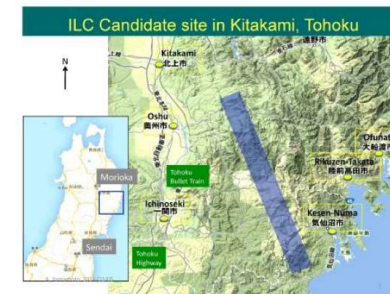 ILC Candidate site in Kitakami, Tohoku
遠野市
Kitakami
北上市
N
Oshu
奥州市
Ofunat
大船渡
Rikuzen-Takata
陸前高田市
Tohoku
Bullet Train
Morioka
Ichinoseki
一関市
Kesen-Numa
気仙沼市
Sendai
Tohoku
Highway